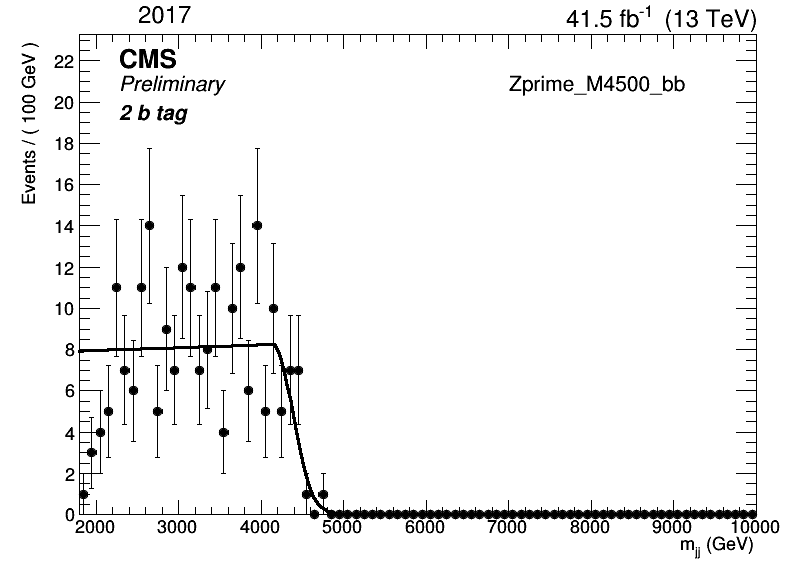 2017 41.5 fb⁻¹ (13 TeV)
CMS
Preliminary
Zprime_M4500_bb
2 b tag
Events / ( 100 GeV )
22
20
18
16
14
12
10
8
6
4
2
0
2000 3000 4000 5000 6000 7000 8000 9000 10000
m_jj (GeV)